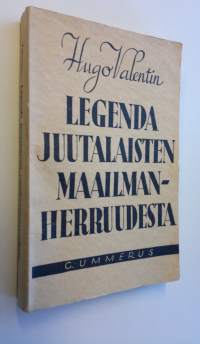 Hugo Valentin
LEGENDA
JUUTALAISTEN
MAAILMAN-
HERRUUDESTA
GUMMERUS